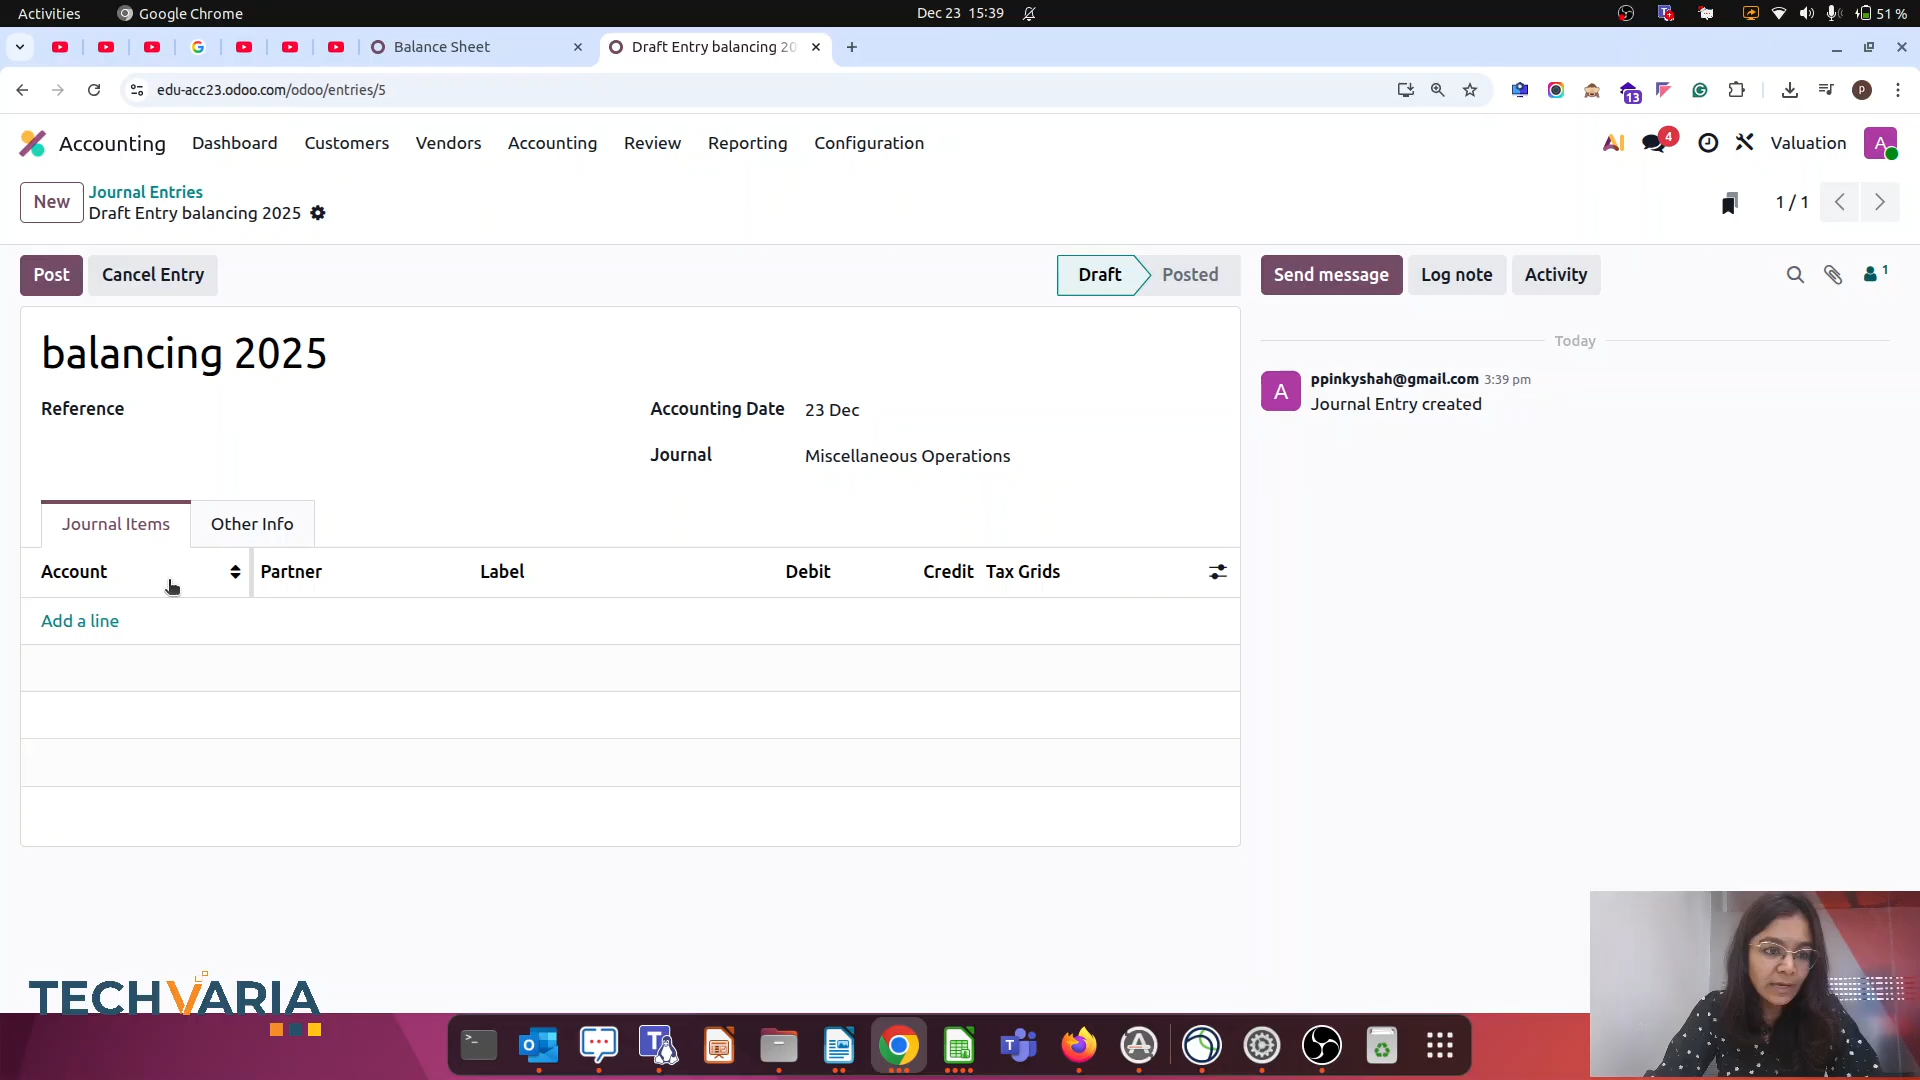 Activities Google Chrome Dec 23 15:39 51 %
Balance Sheet Draft Entry balancing 20
edu-acc23.odoo.com/odoo/entries/5 13 p
Accounting Dashboard Customers Vendors Accounting Review Reporting Configuration AI 4 Valuation A
New Journal Entries
Draft Entry balancing 2025 1 / 1
Post Cancel Entry Draft Posted Send message Log note Activity 1
balancing 2025
Today
Reference Accounting Date 23 Dec
A ppinkyshah@gmail.com 3:39 pm
Journal Entry created
Journal Miscellaneous Operations
Journal Items Other Info
Account Partner Label Debit Credit Tax Grids
Add a line
TECHVARIA